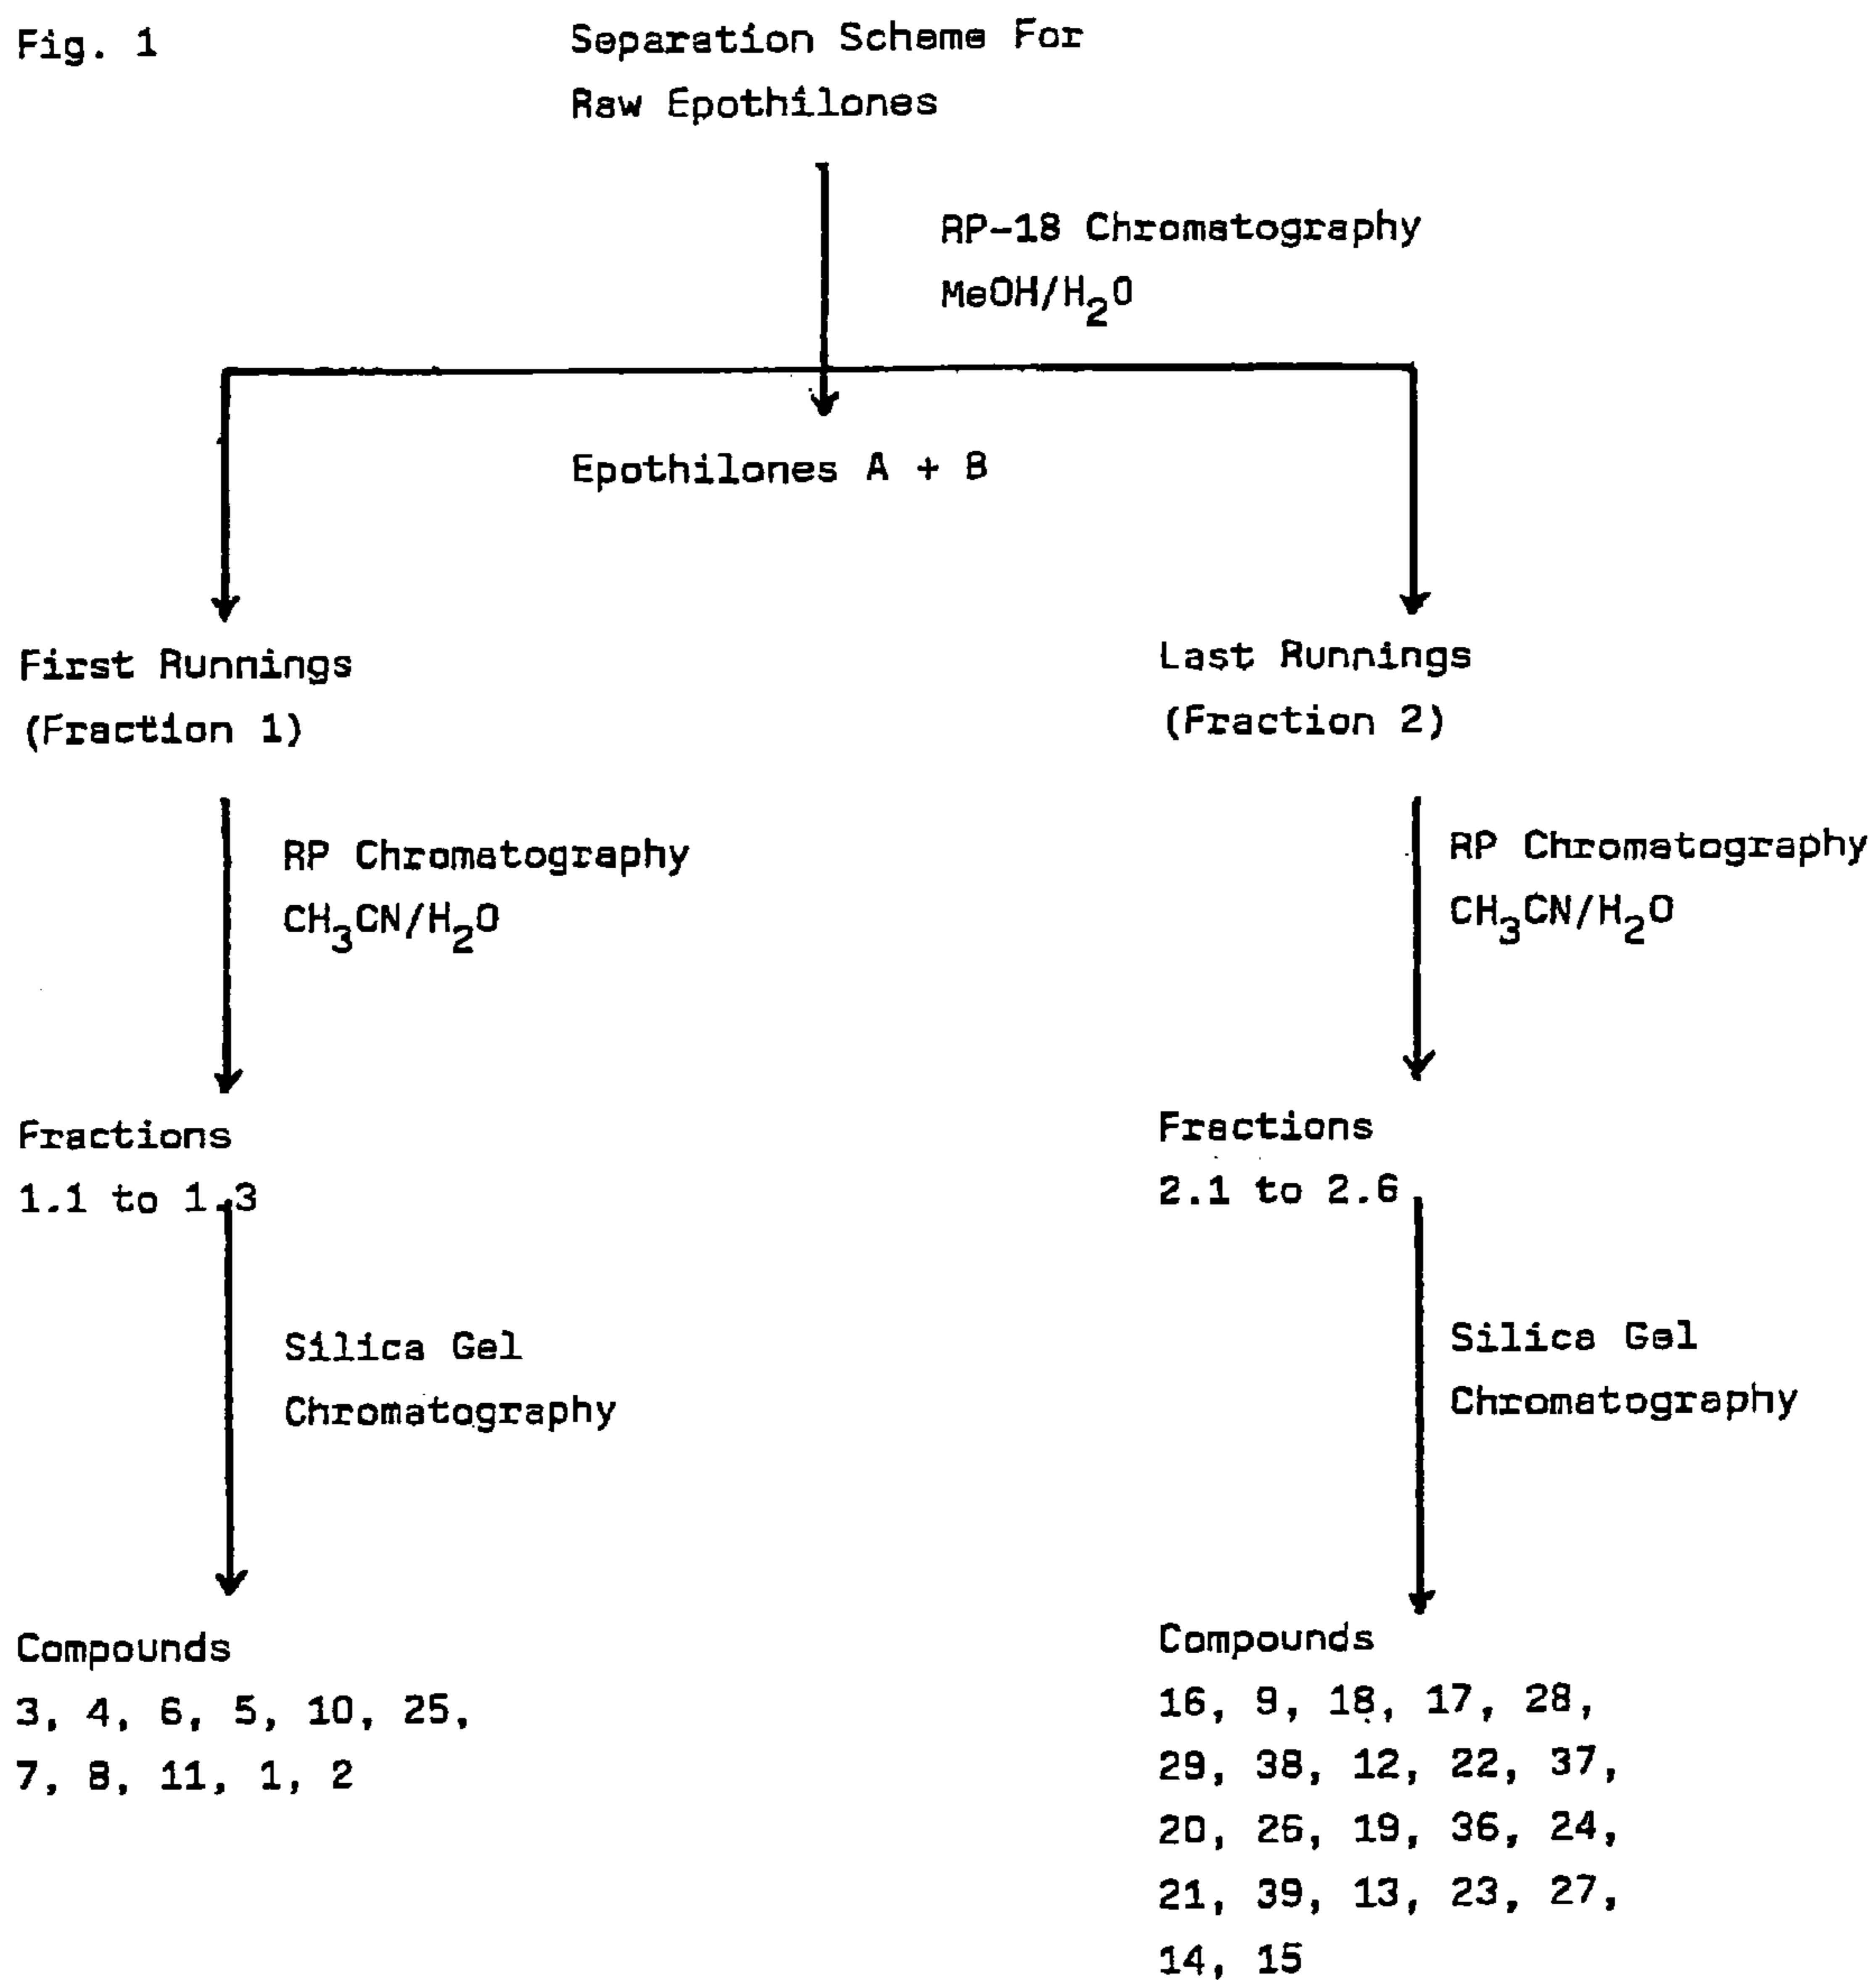 Fig. 1
Separation Scheme For
Raw Epothilones
RP-18 Chromatography
MeOH/H₂O
Epothilones A + B
First Runnings
(Fraction 1)
Last Runnings
(Fraction 2)
RP Chromatography
CH₃CN/H₂O
RP Chromatography
CH₃CN/H₂O
Fractions
1.1 to 1.3
Fractions
2.1 to 2.6
Silica Gel
Chromatography
Silica Gel
Chromatography
Compounds
3, 4, 6, 5, 10, 25,
7, 8, 11, 1, 2
Compounds
16, 9, 18, 17, 28,
29, 38, 12, 22, 37,
20, 26, 19, 36, 24,
21, 39, 13, 23, 27,
14, 15